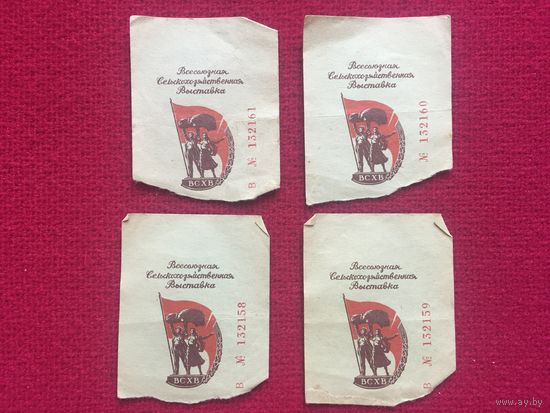 Всесоюзная
Сельскохозяйственная
Выставка
ВСХВ
В № 132161
Всесоюзная
Сельскохозяйственная
Выставка
ВСХВ
№ 132160
Всесоюзная
Сельскохозяйственная
Выставка
ВСХВ
В № 132158
Всесоюзная
Сельскохозяйственная
Выставка
ВСХВ
В № 132159
www.ay.by